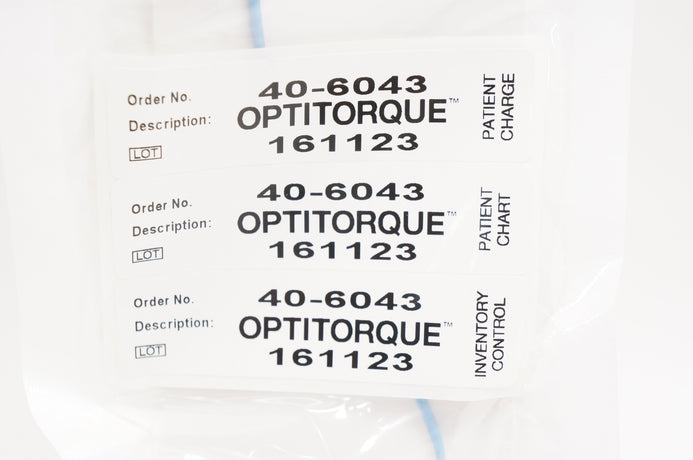 Order No. 40-6043
Description: OPTITORQUE™
LOT 161123
PATIENT
CHARGE
Order No. 40-6043
Description: OPTITORQUE™
LOT 161123
PATIENT
CHART
Order No. 40-6043
Description: OPTITORQUE™
LOT 161123
INVENTORY
CONTROL